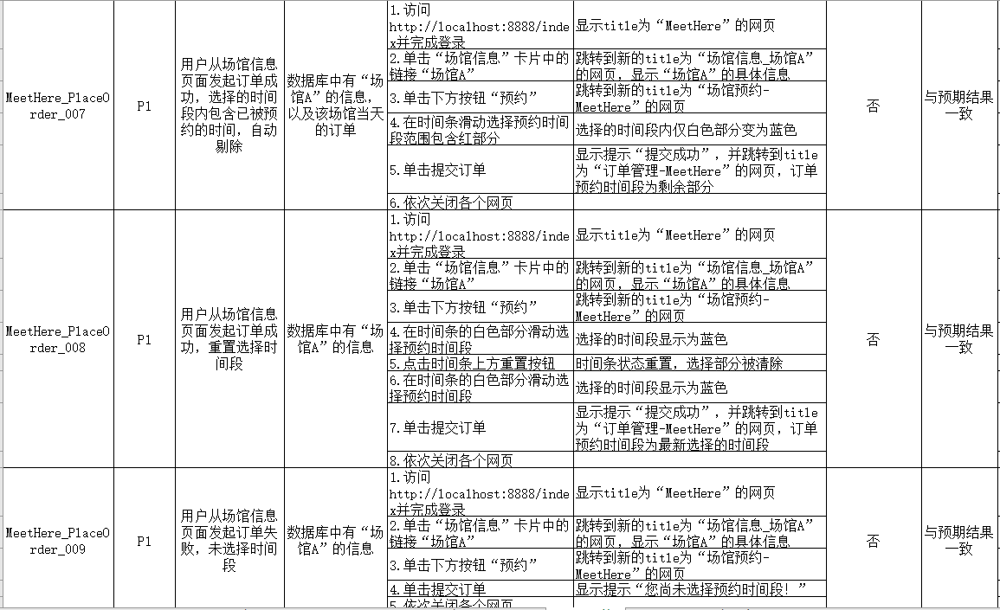 MeetHere_PlaceO
rder_007
P1
用户从场馆信息
页面发起订单成
功，选择的时间
段内包含已被预
约的时间，自动
剔除
数据库中有“场
馆A”的信息，
以及该场馆当天
的订单
1.访问
http://localhost:8888/inde
x并完成登录
显示title为“MeetHere”的网页
2.单击“场馆信息”卡片中的
链接“场馆A”
跳转到新的title为“场馆信息_场馆A”
的网页，显示“场馆A”的具体信息
3.单击下方按钮“预约”
跳转到新的title为“场馆预约-
MeetHere”的网页
4.在时间条滑动选择预约时间
段范围包含红部分
选择的时间段内仅白色部分变为蓝色
5.单击提交订单
显示提示“提交成功”，并跳转到title
为“订单管理-MeetHere”的网页，订单
预约时间段为剩余部分
6.依次关闭各个网页
否
与预期结果
一致
MeetHere_PlaceO
rder_008
P1
用户从场馆信息
页面发起订单成
功，重置选择时
间段
数据库中有“场
馆A”的信息
1.访问
http://localhost:8888/inde
x并完成登录
显示title为“MeetHere”的网页
2.单击“场馆信息”卡片中的
链接“场馆A”
跳转到新的title为“场馆信息_场馆A”
的网页，显示“场馆A”的具体信息
3.单击下方按钮“预约”
跳转到新的title为“场馆预约-
MeetHere”的网页
4.在时间条的白色部分滑动选
择预约时间段
选择的时间段显示为蓝色
5.点击时间条上方重置按钮
时间条状态重置，选择部分被清除
6.在时间条的白色部分滑动选
择预约时间段
选择的时间段显示为蓝色
7.单击提交订单
显示提示“提交成功”，并跳转到title
为“订单管理-MeetHere”的网页，订单
预约时间段为最新选择的时间段
8.依次关闭各个网页
否
与预期结果
一致
MeetHere_PlaceO
rder_009
P1
用户从场馆信息
页面发起订单失
败，未选择时间
段
数据库中有“场
馆A”的信息
1.访问
http://localhost:8888/inde
x并完成登录
显示title为“MeetHere”的网页
2.单击“场馆信息”卡片中的
链接“场馆A”
跳转到新的title为“场馆信息_场馆A”
的网页，显示“场馆A”的具体信息
3.单击下方按钮“预约”
跳转到新的title为“场馆预约-
MeetHere”的网页
4.单击提交订单
显示提示“您尚未选择预约时间段！”
5.依次关闭各个网页
否
与预期结果
一致